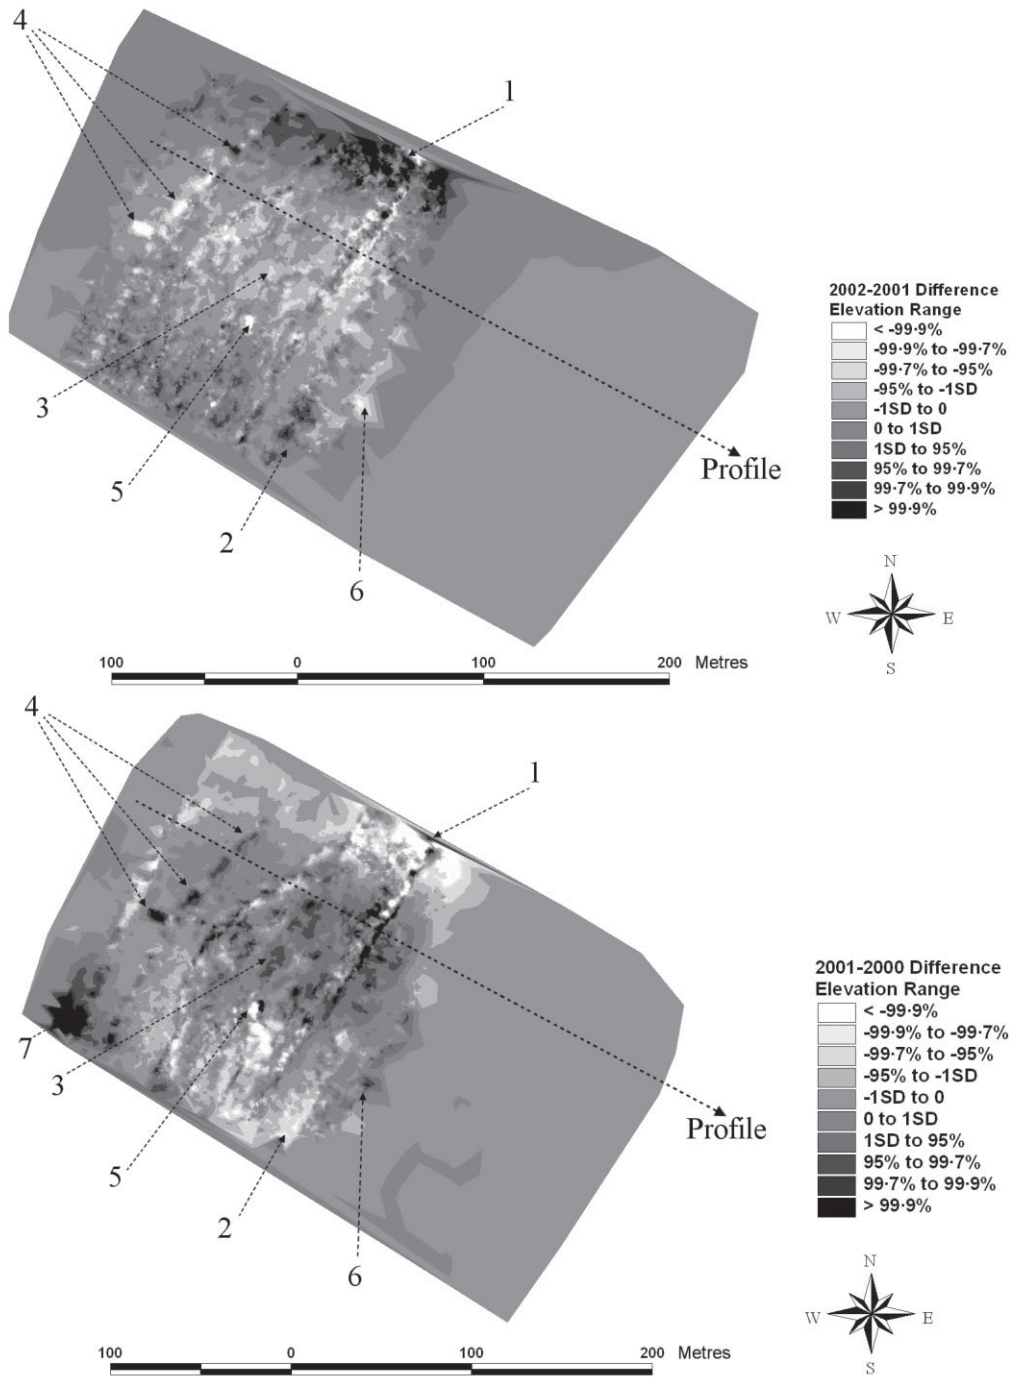 4
1
2002-2001 Difference
Elevation Range
< -99·9%
-99·9% to -99·7%
-99·7% to -95%
-95% to -1SD
-1SD to 0
0 to 1SD
1SD to 95%
95% to 99·7%
99·7% to 99·9%
> 99·9%
3
Profile
5
2
6
N
W E
S
100 0 100 200 Metres
4
1
2001-2000 Difference
Elevation Range
< -99·9%
-99·9% to -99·7%
-99·7% to -95%
-95% to -1SD
-1SD to 0
0 to 1SD
1SD to 95%
95% to 99·7%
99·7% to 99·9%
> 99·9%
7
3
Profile
5
2
6
N
W E
S
100 0 100 200 Metres